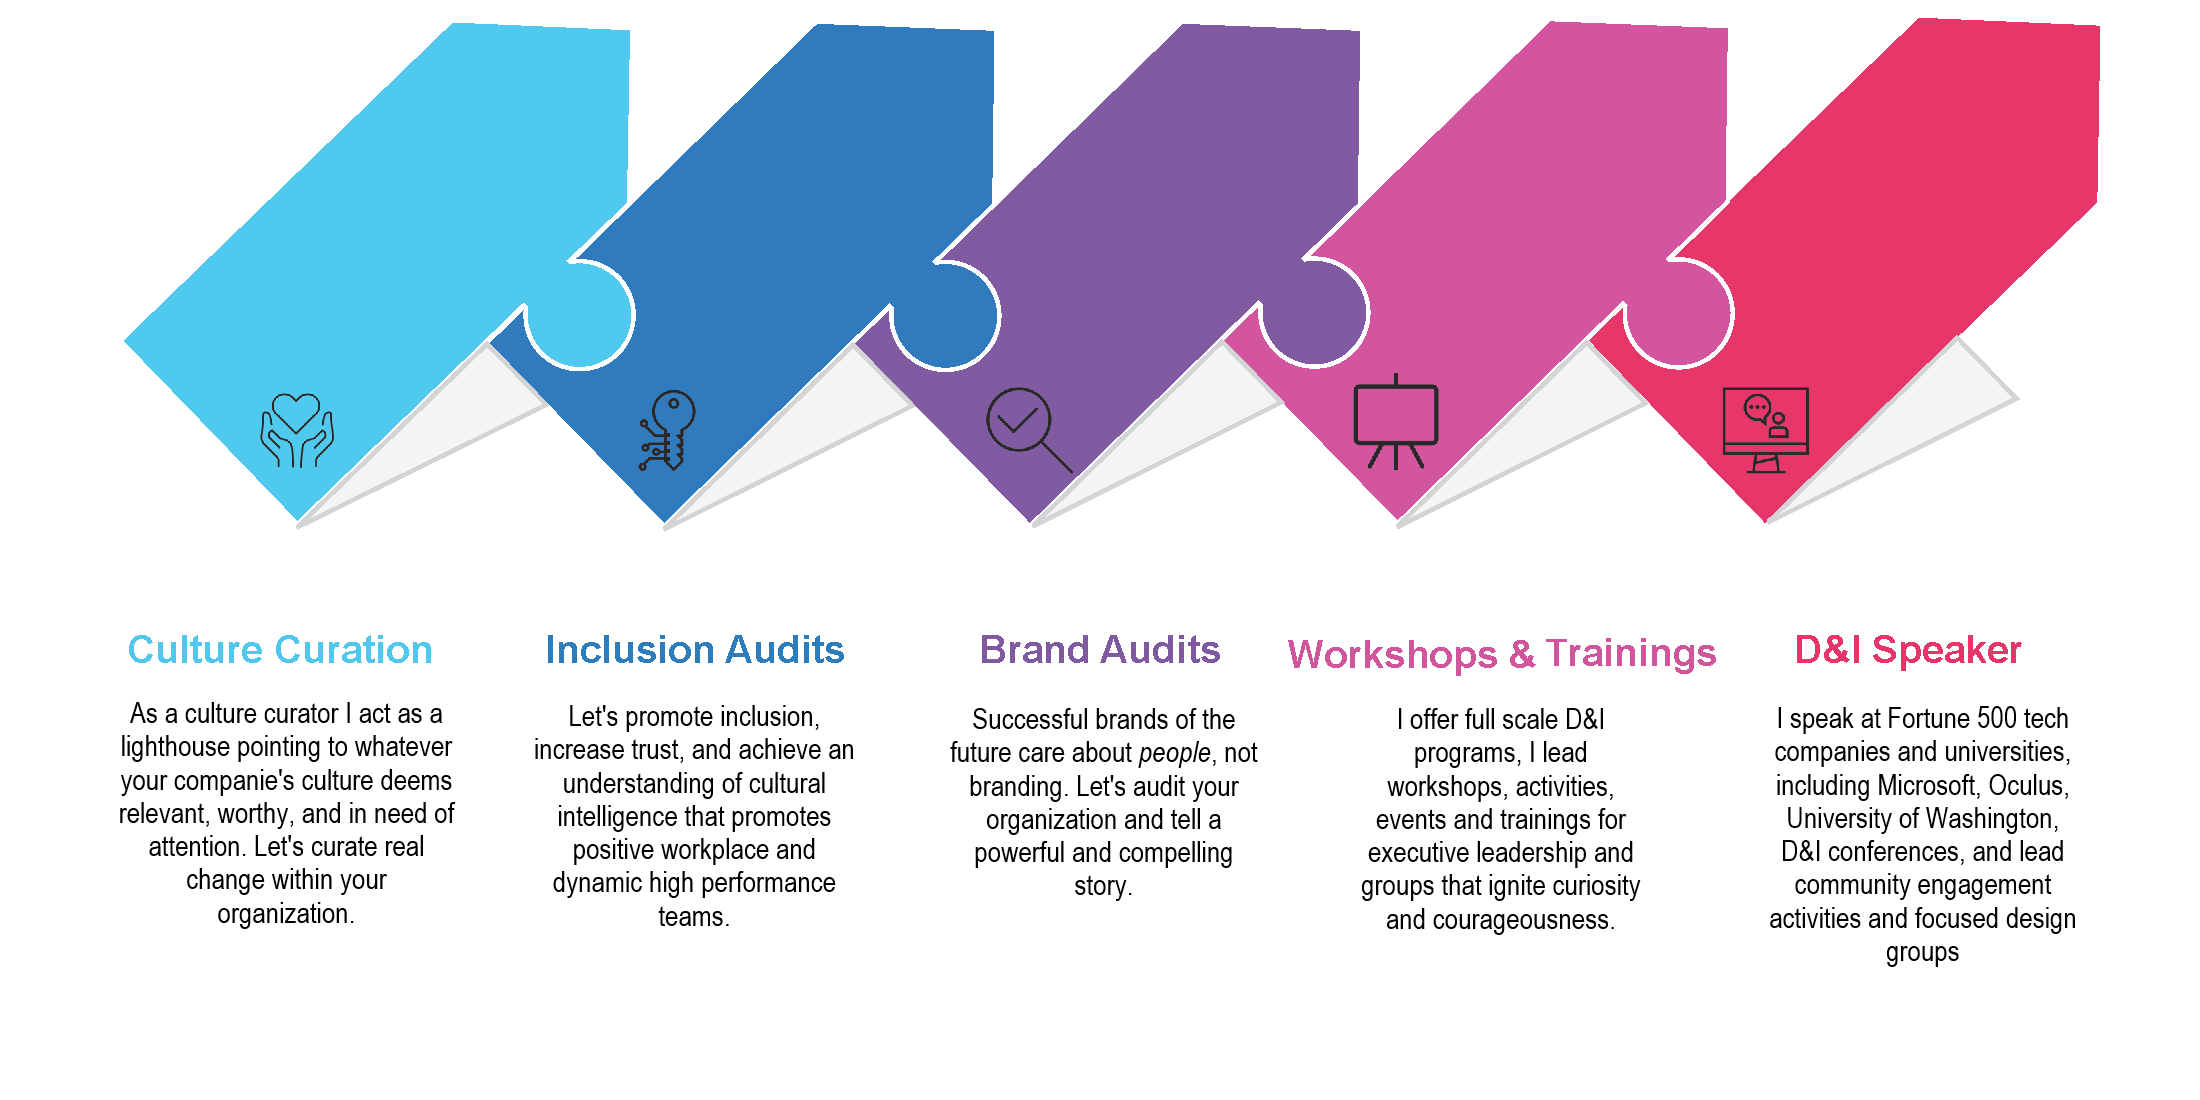 Culture Curation
As a culture curator I act as a
lighthouse pointing to whatever
your companie's culture deems
relevant, worthy, and in need of
attention. Let's curate real
change within your
organization.
Inclusion Audits
Let's promote inclusion,
increase trust, and achieve an
understanding of cultural
intelligence that promotes
positive workplace and
dynamic high performance
teams.
Brand Audits
Successful brands of the
future care about people, not
branding. Let's audit your
organization and tell a
powerful and compelling
story.
Workshops & Trainings
I offer full scale D&I
programs, I lead
workshops, activities,
events and trainings for
executive leadership and
groups that ignite curiosity
and courageousness.
D&I Speaker
I speak at Fortune 500 tech
companies and universities,
including Microsoft, Oculus,
University of Washington,
D&I conferences, and lead
community engagement
activities and focused design
groups